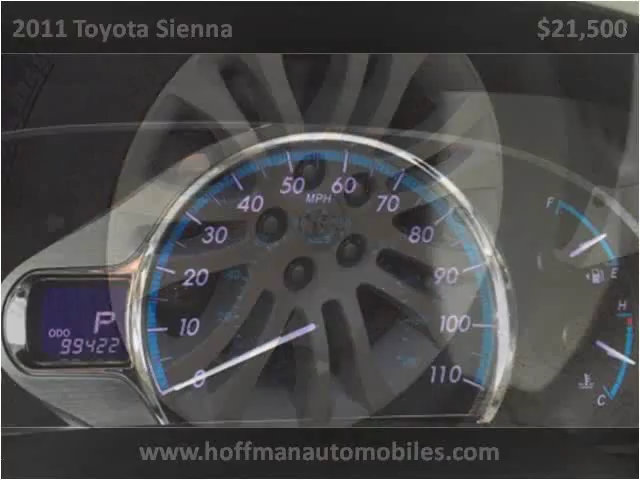 2011 Toyota Sienna $21,500
50 60
40 MPH 70
30 80
20 90
10 100
0 110
P
ODO
99422
F
E
H
C
www.hoffmanautomobiles.com